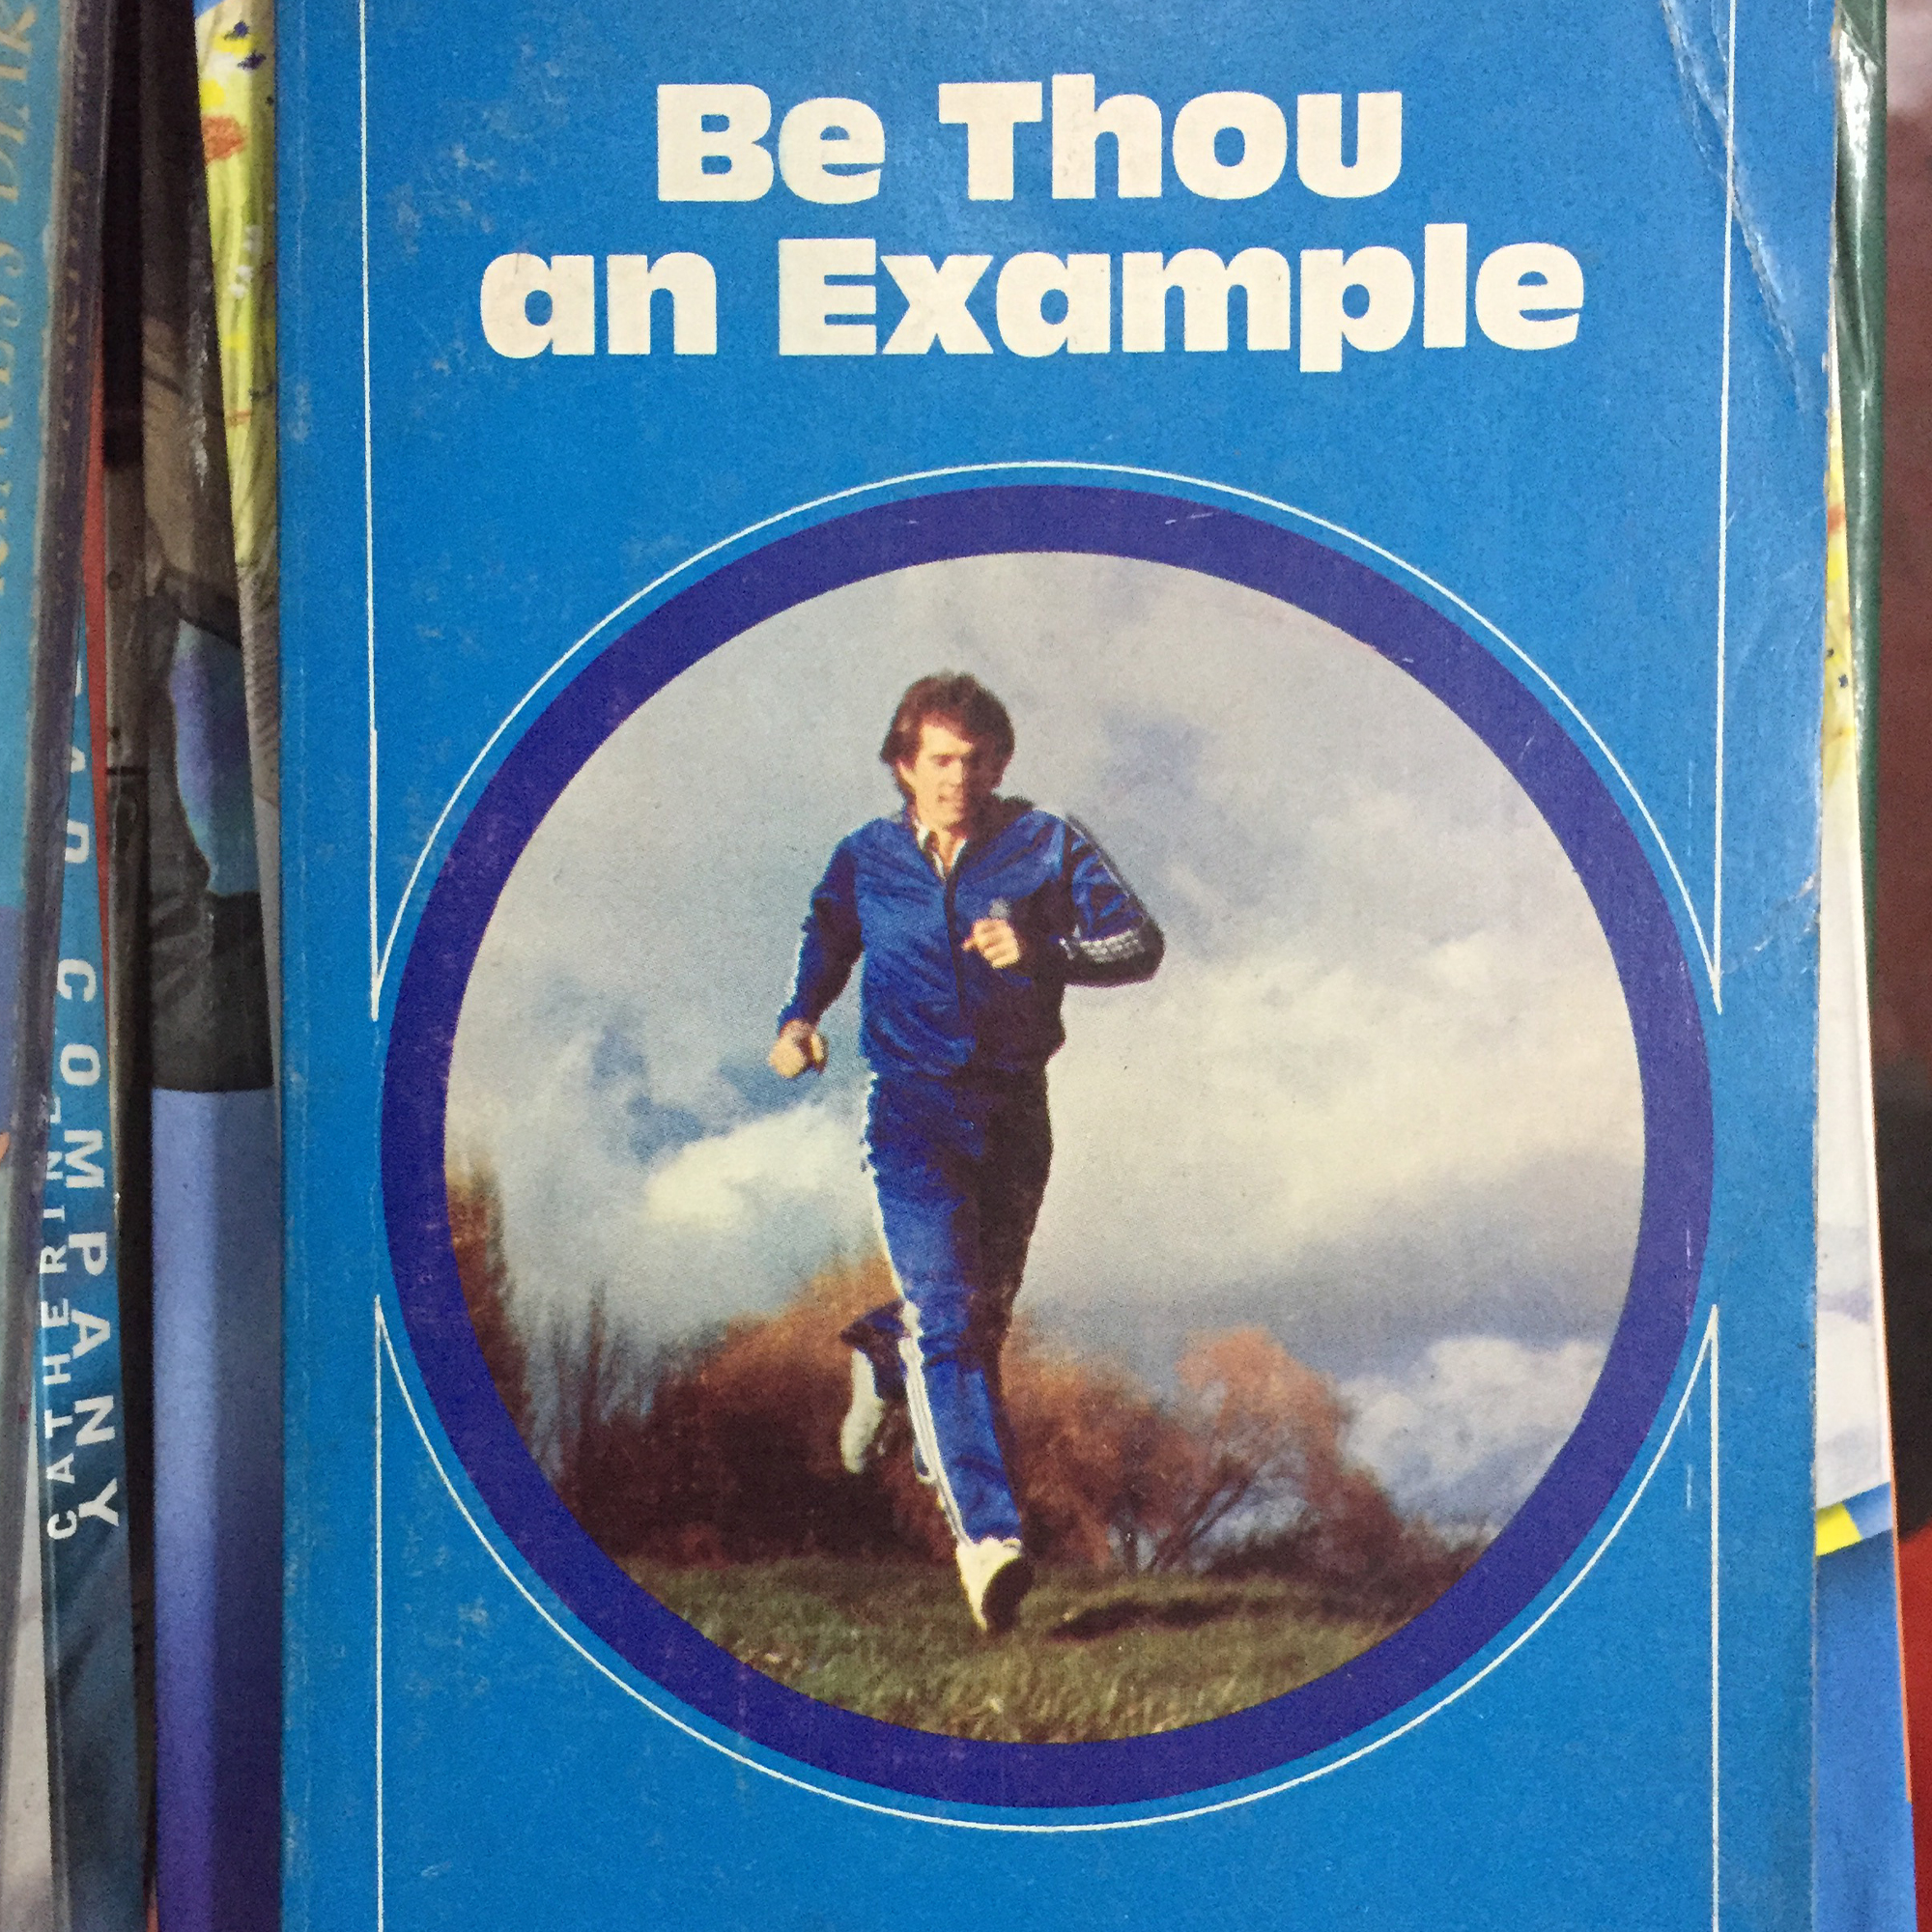 Be Thou
an Example
COMPANY
CATHERINE